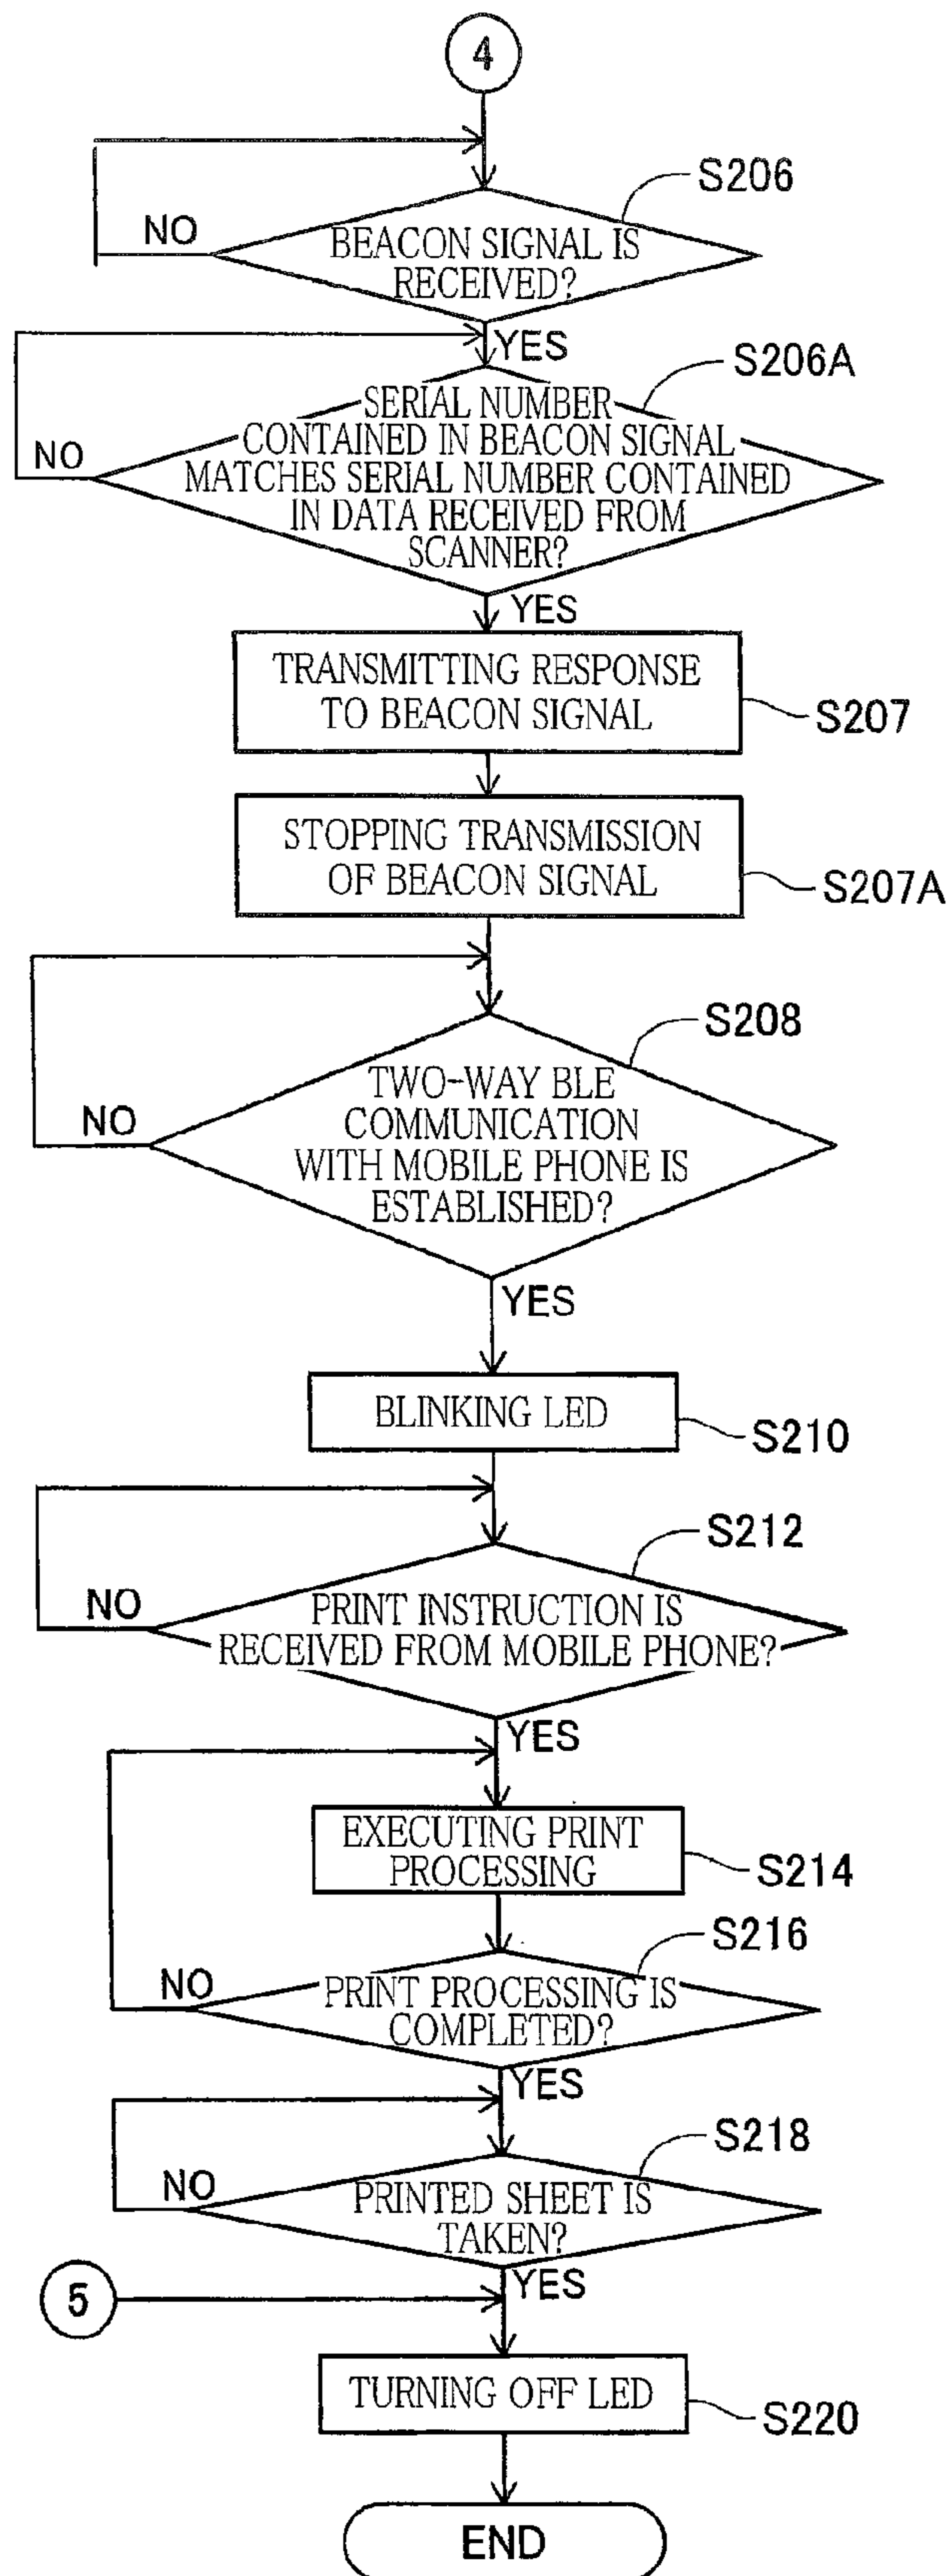 4
S206
NO
BEACON SIGNAL IS
RECEIVED?
YES
S206A
SERIAL NUMBER
CONTAINED IN BEACON SIGNAL
NO
MATCHES SERIAL NUMBER CONTAINED
IN DATA RECEIVED FROM
SCANNER?
YES
TRANSMITTING RESPONSE
TO BEACON SIGNAL
S207
STOPPING TRANSMISSION
OF BEACON SIGNAL
S207A
S208
TWO-WAY BLE
NO
COMMUNICATION
WITH MOBILE PHONE IS
ESTABLISHED?
YES
BLINKING LED
S210
S212
NO
PRINT INSTRUCTION IS
RECEIVED FROM MOBILE PHONE?
YES
EXECUTING PRINT
PROCESSING
S214
S216
NO
PRINT PROCESSING IS
COMPLETED?
YES
S218
NO
PRINTED SHEET IS
TAKEN?
YES
5
TURNING OFF LED
S220
END